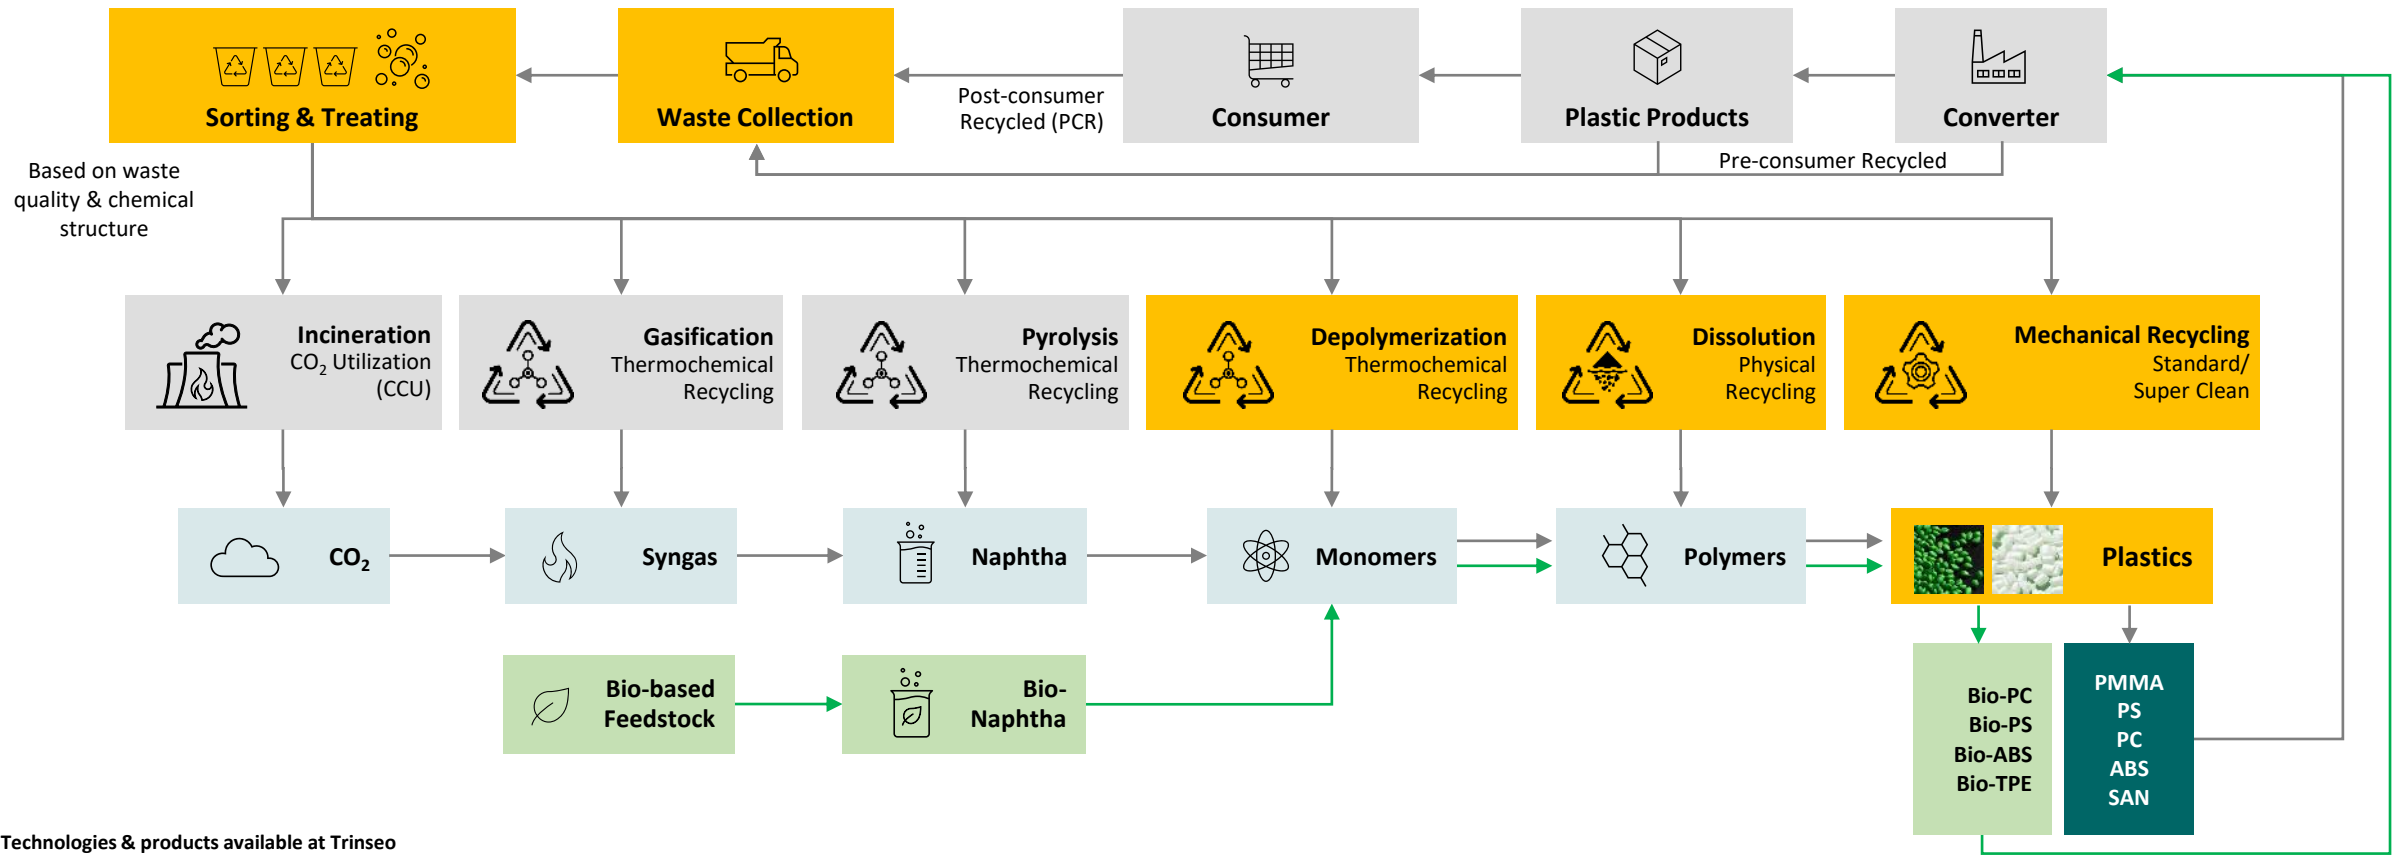 Sorting & Treating
Waste Collection
Post-consumer
Recycled (PCR)
Consumer
Plastic Products
Converter
Pre-consumer Recycled
Based on waste
quality & chemical
structure
Incineration
CO2 Utilization
(CCU)
Gasification
Thermochemical
Recycling
Pyrolysis
Thermochemical
Recycling
Depolymerization
Thermochemical
Recycling
Dissolution
Physical
Recycling
Mechanical Recycling
Standard/
Super Clean
CO2
Syngas
Naphtha
Monomers
Polymers
Plastics
Bio-based
Feedstock
Bio-
Naphtha
Bio-PC
Bio-PS
Bio-ABS
Bio-TPE
PMMA
PS
PC
ABS
SAN
Technologies & products available at Trinseo